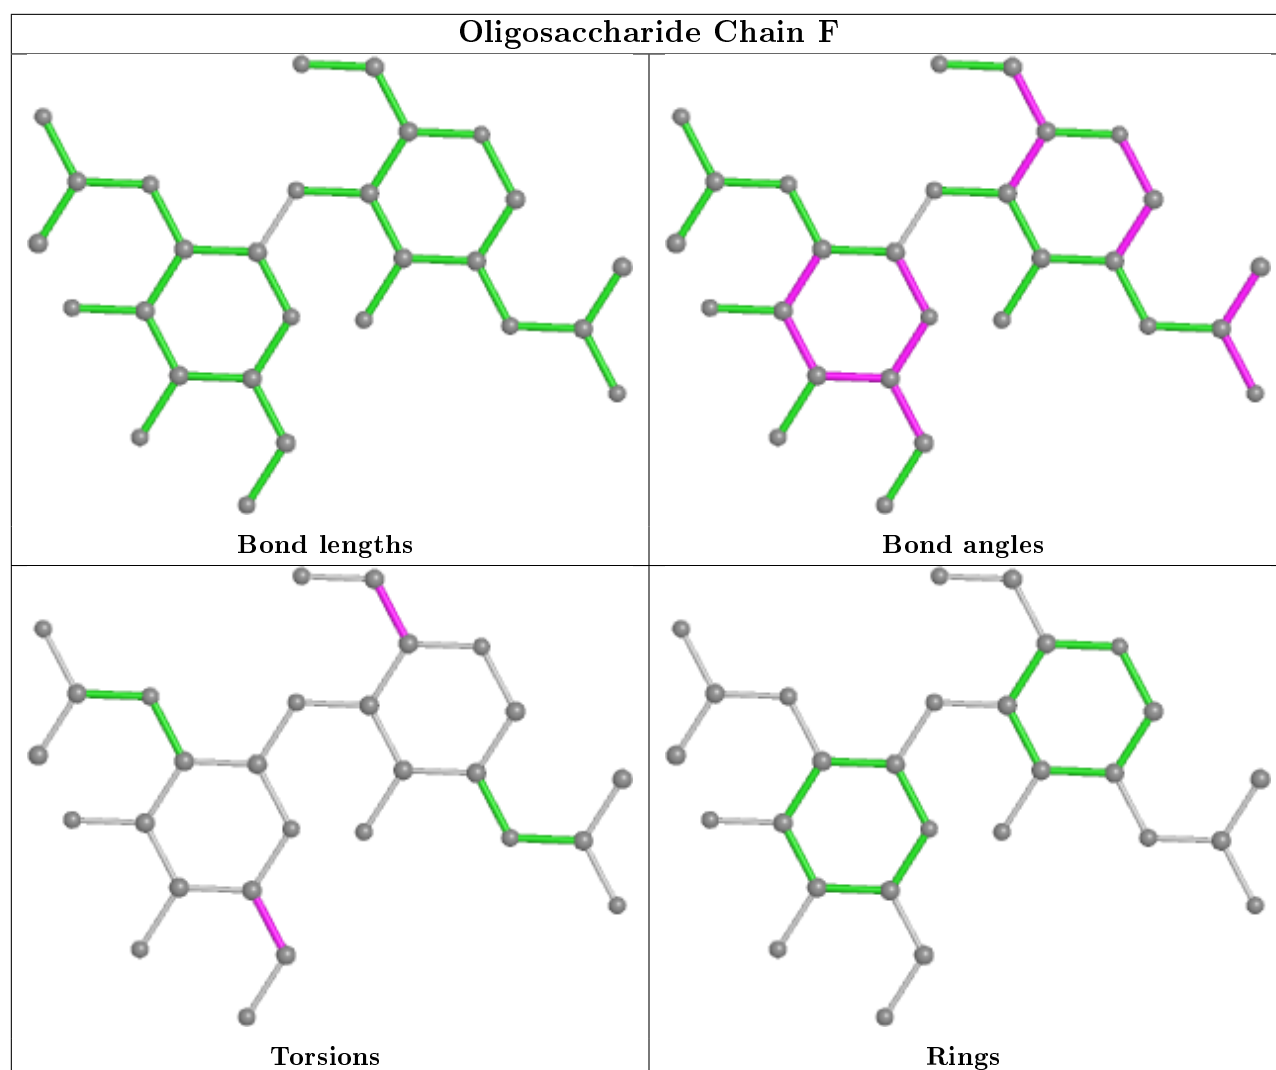 Oligosaccharide Chain F
Bond lengths
Bond angles
Torsions
Rings